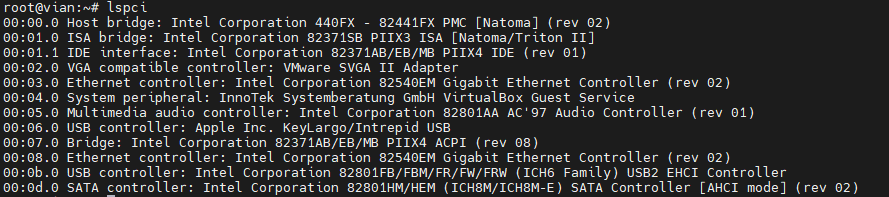 root@vian:~# lspci
00:00.0 Host bridge: Intel Corporation 440FX - 82441FX PMC [Natoma] (rev 02)
00:01.0 ISA bridge: Intel Corporation 82371SB PIIX3 ISA [Natoma/Triton II]
00:01.1 IDE interface: Intel Corporation 82371AB/EB/MB PIIX4 IDE (rev 01)
00:02.0 VGA compatible controller: VMware SVGA II Adapter
00:03.0 Ethernet controller: Intel Corporation 82540EM Gigabit Ethernet Controller (rev 02)
00:04.0 System peripheral: InnoTek Systemberatung GmbH VirtualBox Guest Service
00:05.0 Multimedia audio controller: Intel Corporation 82801AA AC'97 Audio Controller (rev 01)
00:06.0 USB controller: Apple Inc. KeyLargo/Intrepid USB
00:07.0 Bridge: Intel Corporation 82371AB/EB/MB PIIX4 ACPI (rev 08)
00:08.0 Ethernet controller: Intel Corporation 82540EM Gigabit Ethernet Controller (rev 02)
00:0b.0 USB controller: Intel Corporation 82801FB/FBM/FR/FW/FRW (ICH6 Family) USB2 EHCI Controller
00:0d.0 SATA controller: Intel Corporation 82801HM/HEM (ICH8M/ICH8M-E) SATA Controller [AHCI mode] (rev 02)